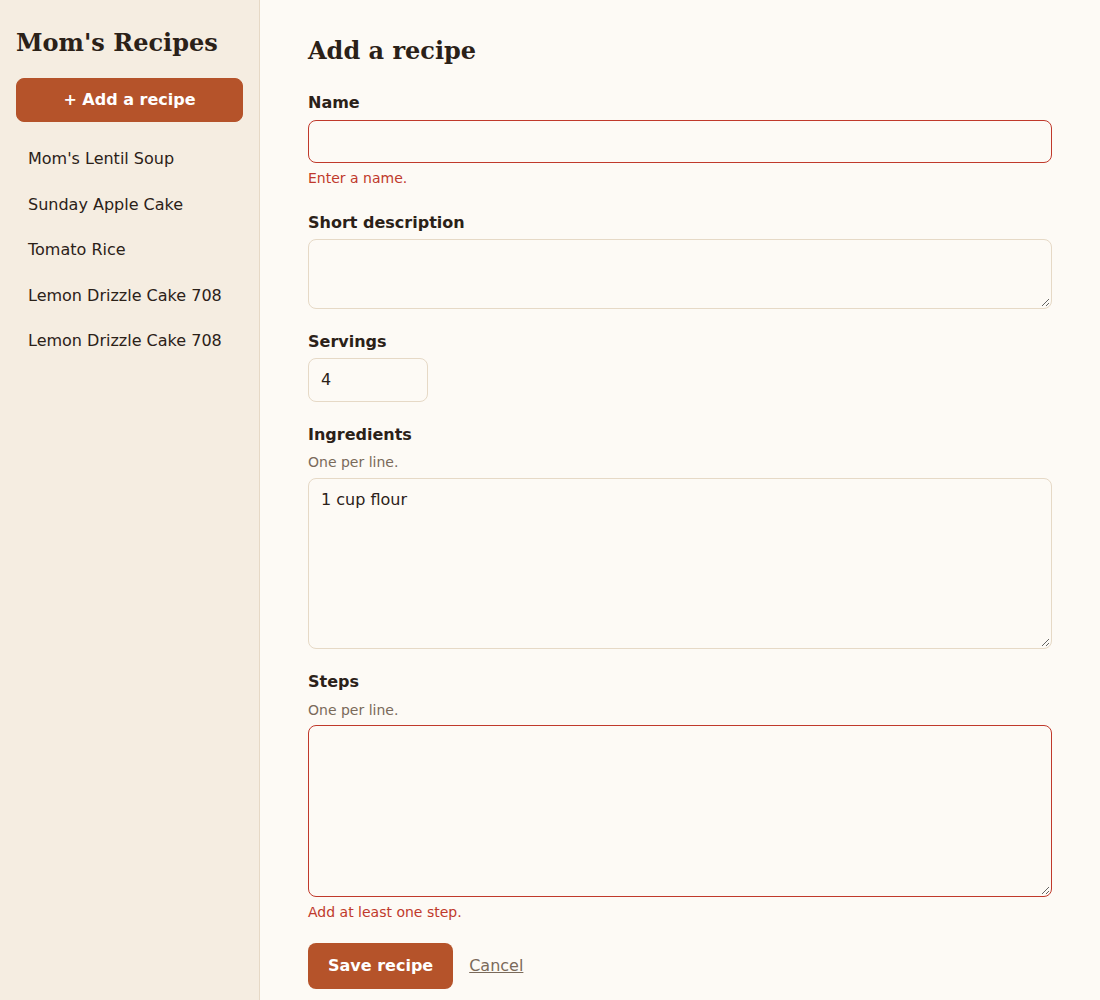 Mom's Recipes
+ Add a recipe
Mom's Lentil Soup
Sunday Apple Cake
Tomato Rice
Lemon Drizzle Cake 708
Lemon Drizzle Cake 708
Add a recipe
Name
Enter a name.
Short description
Servings
4
Ingredients
One per line.
1 cup flour
Steps
One per line.
Add at least one step.
Save recipe
Cancel